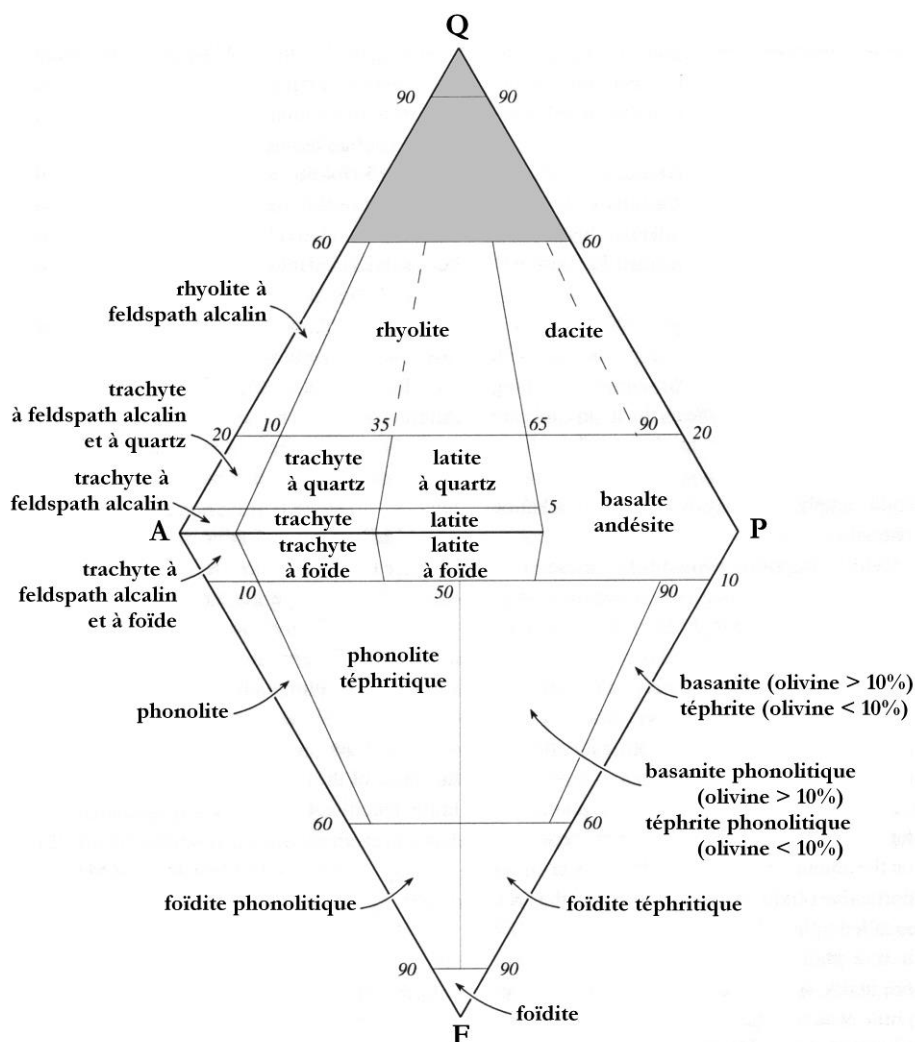 Q
90 90
60 60
rhyolite à
feldspath alcalin
rhyolite
dacite
trachyte
à feldspath alcalin
et à quartz
20 10 35 65 90 20
trachyte
à quartz
latite
à quartz
trachyte à
feldspath alcalin
basalte
andésite
5
trachyte
latite
A
P
trachyte à
feldspath alcalin
et à foïde
trachyte
à foïde
latite
à foïde
10 50 90 10
phonolite
téphritique
phonolite
basanite (olivine > 10%)
téphrite (olivine < 10%)
basanite phonolitique
(olivine > 10%)
téphrite phonolitique
(olivine < 10%)
60 60
foïdite phonolitique
foïdite téphritique
90 90
foïdite
F